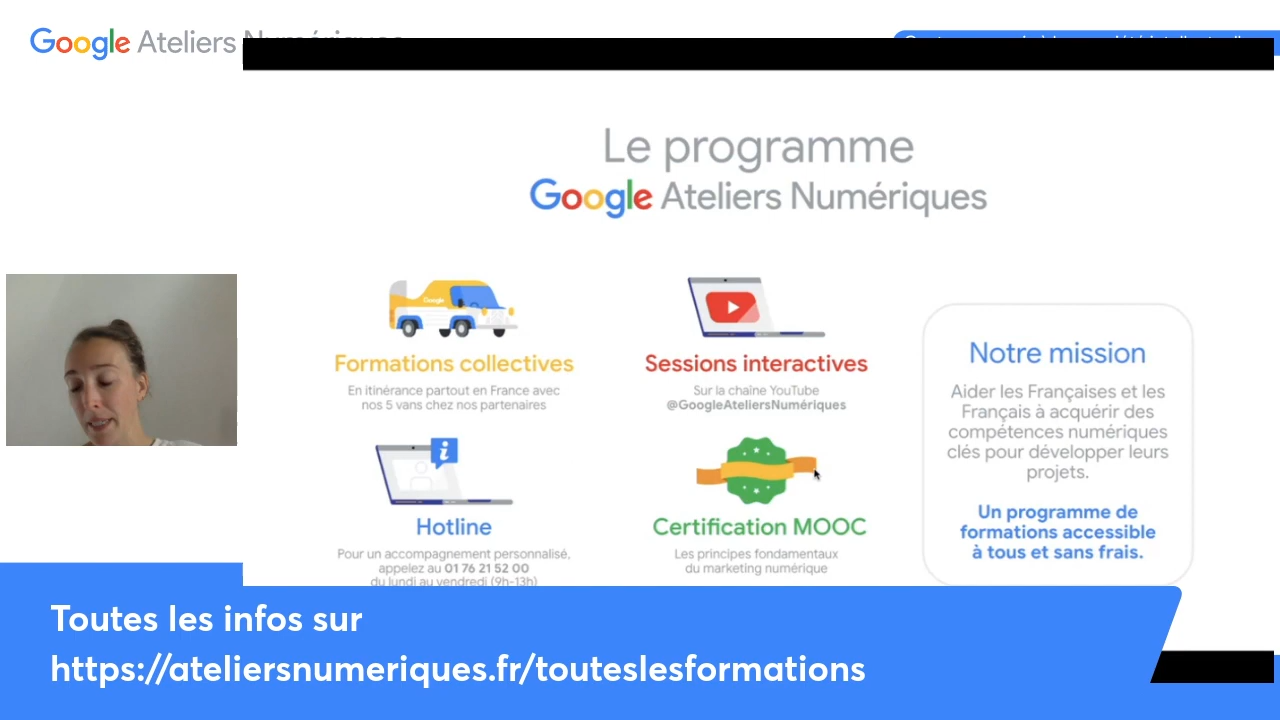 Google Ateliers
Le programme
Google Ateliers Numériques
Formations collectives
En itinérance partout en France avec
nos 5 vans chez nos partenaires
Sessions interactives
Sur la chaîne YouTube
@GoogleAteliersNumériques
Hotline
Pour un accompagnement personnalisé,
appelez au 01 76 21 52 00
du lundi au vendredi (9h-13h)
Certification MOOC
Les principes fondamentaux
du marketing numérique
Notre mission
Aider les Françaises et les
Français à acquérir des
compétences numériques
clés pour développer leurs
projets.
Un programme de
formations accessible
à tous et sans frais.
Toutes les infos sur
https://ateliersnumeriques.fr/touteslesformations